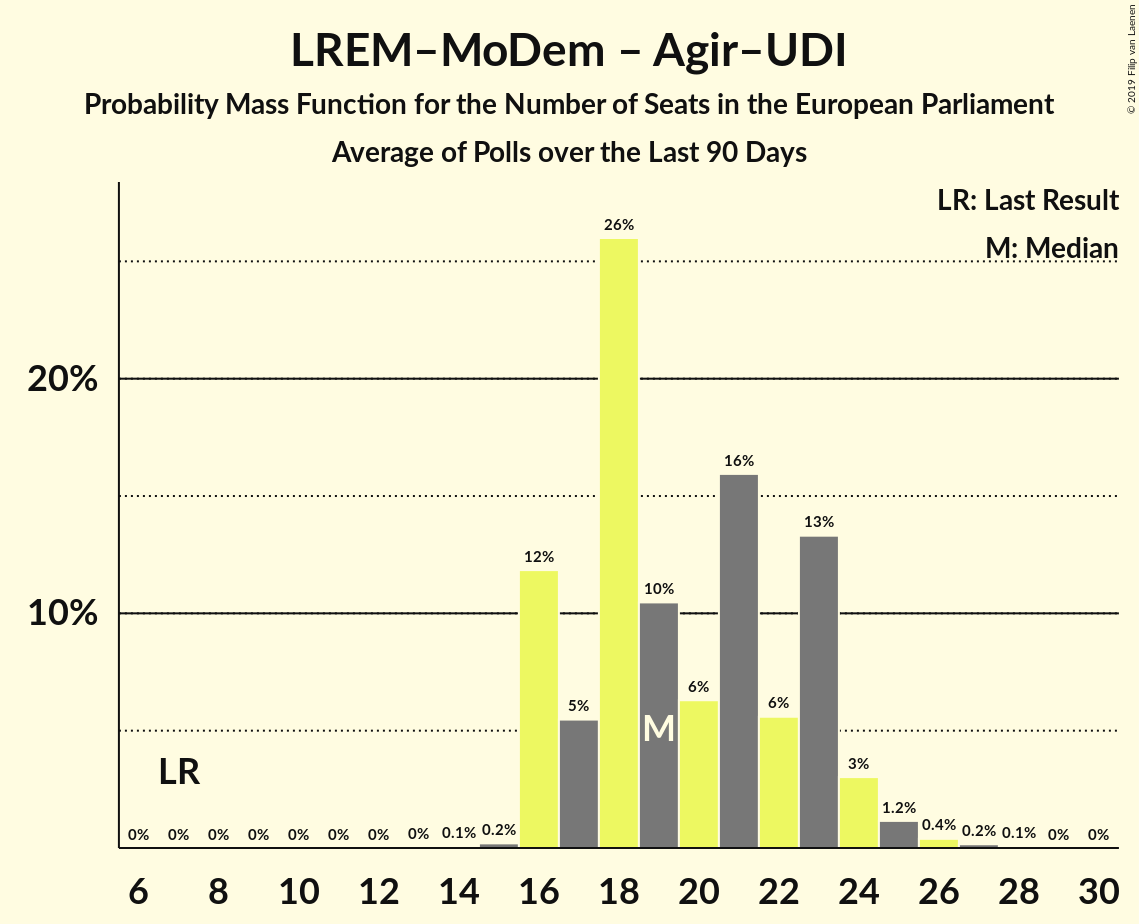 LREM–MoDem – Agir–UDI
Probability Mass Function for the Number of Seats in the European Parliament
Average of Polls over the Last 90 Days
© 2019 Filip van Laenen
LR: Last Result
M: Median
26%
20%
16%
13%
12%
10%
10%
6%
6%
5%
M
3%
LR
1.2%
0% 0% 0% 0% 0% 0% 0% 0% 0.1% 0.2% 0.4% 0.2% 0.1% 0% 0%
6 8 10 12 14 16 18 20 22 24 26 28 30